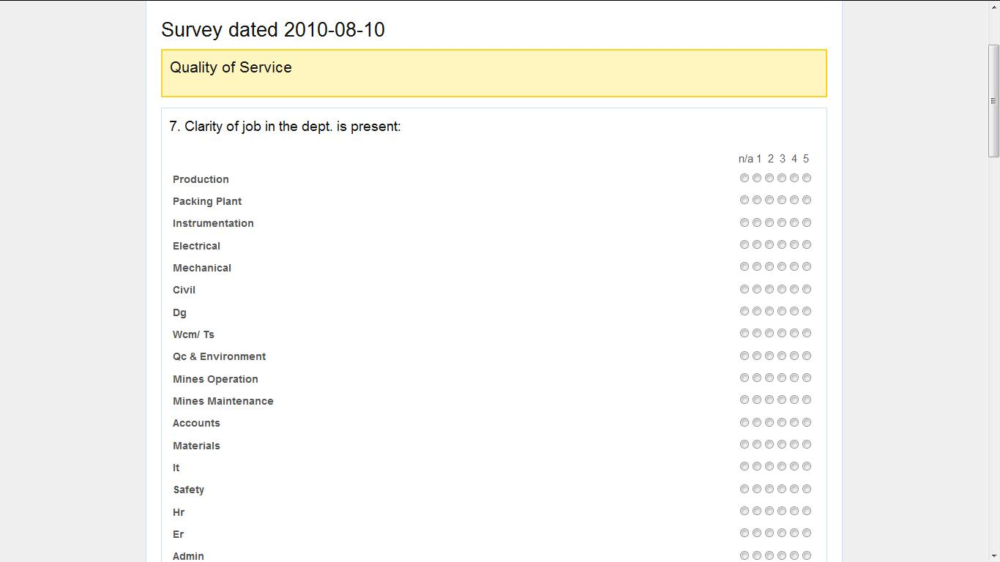 Survey dated 2010-08-10
Quality of Service
7. Clarity of job in the dept. is present:
n/a 1 2 3 4 5
Production
Packing Plant
Instrumentation
Electrical
Mechanical
Civil
Dg
Wcm/ Ts
Qc & Environment
Mines Operation
Mines Maintenance
Accounts
Materials
It
Safety
Hr
Er
Admin